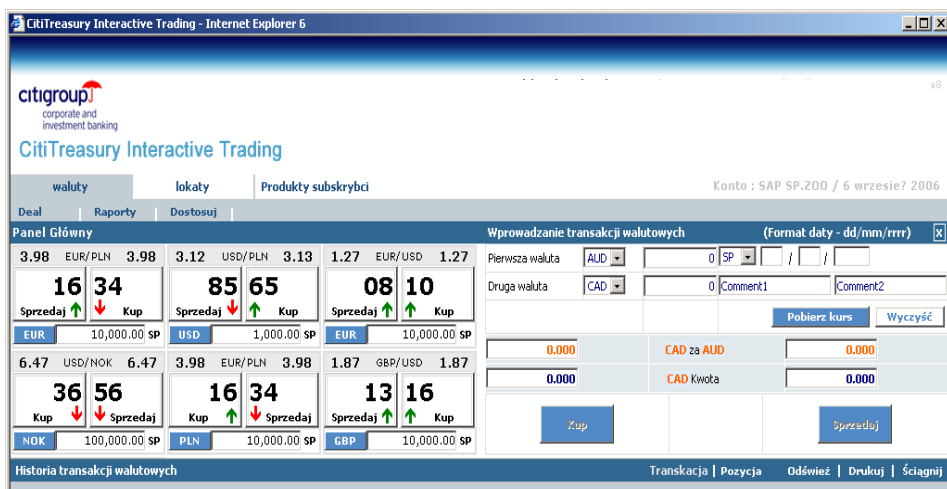 CitiTreasury Interactive Trading - Internet Explorer 6
a8
citigroup
corporate and
investment banking
CitiTreasury Interactive Trading
waluty lokaty Produkty subskrybci Konto : SAP SP.ZOO / 6 wrzesie? 2006
Deal Raporty Dostosuj
Panel Główny Wprowadzanie transakcji walutowych (Format daty - dd/mm/rrrr) x
3.98 EUR/PLN 3.98 3.12 USD/PLN 3.13 1.27 EUR/USD 1.27
Pierwsza waluta AUD 0 SP / /
16 34 85 65 08 10
Druga waluta CAD 0 Comment1 Comment2
Sprzedaj Kup Sprzedaj Kup Sprzedaj Kup
Pobierz kurs Wyczyść
EUR 10,000.00 SP USD 1,000.00 SP EUR 10,000.00 SP
0.000 CAD za AUD 0.000
6.47 USD/NOK 6.47 3.98 EUR/PLN 3.98 1.87 GBP/USD 1.87
0.000 CAD Kwota 0.000
36 56 16 34 13 16
Kup Sprzedaj Kup Sprzedaj Sprzedaj Kup
Kup Sprzedaj
NOK 100,000.00 SP PLN 10,000.00 SP GBP 10,000.00 SP
Historia transakcji walutowych Transkacja | Pozycja Odśwież | Drukuj | Ściągnij